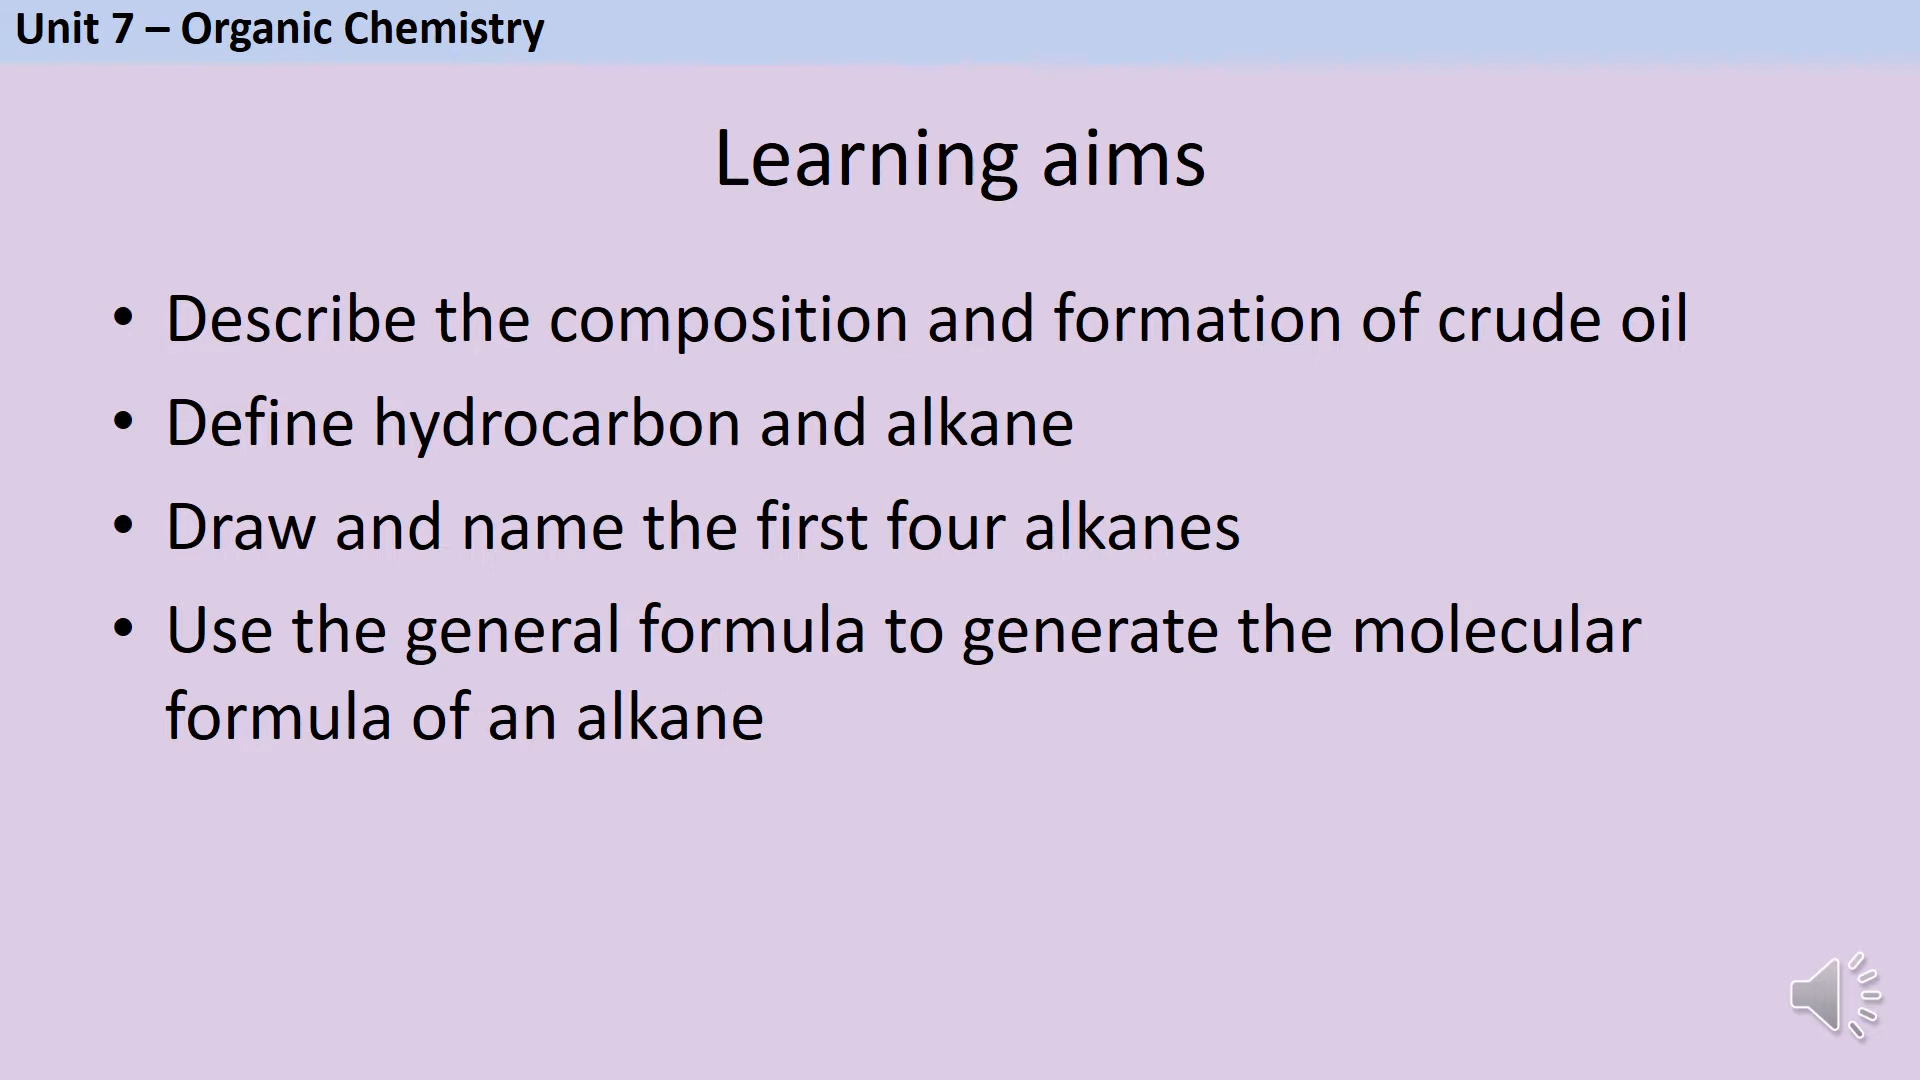 Unit 7 – Organic Chemistry
Learning aims
• Describe the composition and formation of crude oil
• Define hydrocarbon and alkane
• Draw and name the first four alkanes
• Use the general formula to generate the molecular
formula of an alkane